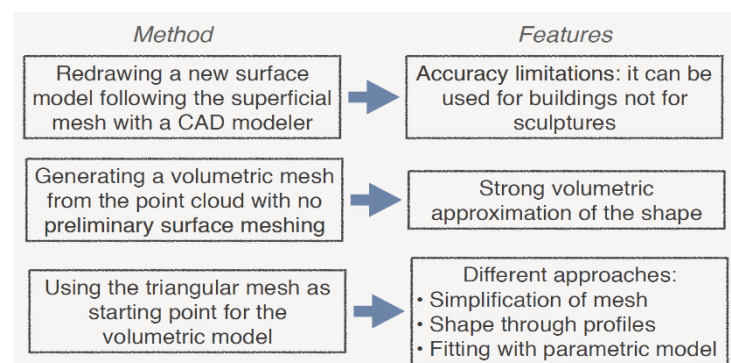 Method
Features
Redrawing a new surface
model following the superficial
mesh with a CAD modeler
Accuracy limitations: it can be
used for buildings not for
sculptures
Generating a volumetric mesh
from the point cloud with no
preliminary surface meshing
Strong volumetric
approximation of the shape
Using the triangular mesh as
starting point for the
volumetric model
Different approaches:
• Simplification of mesh
• Shape through profiles
• Fitting with parametric model